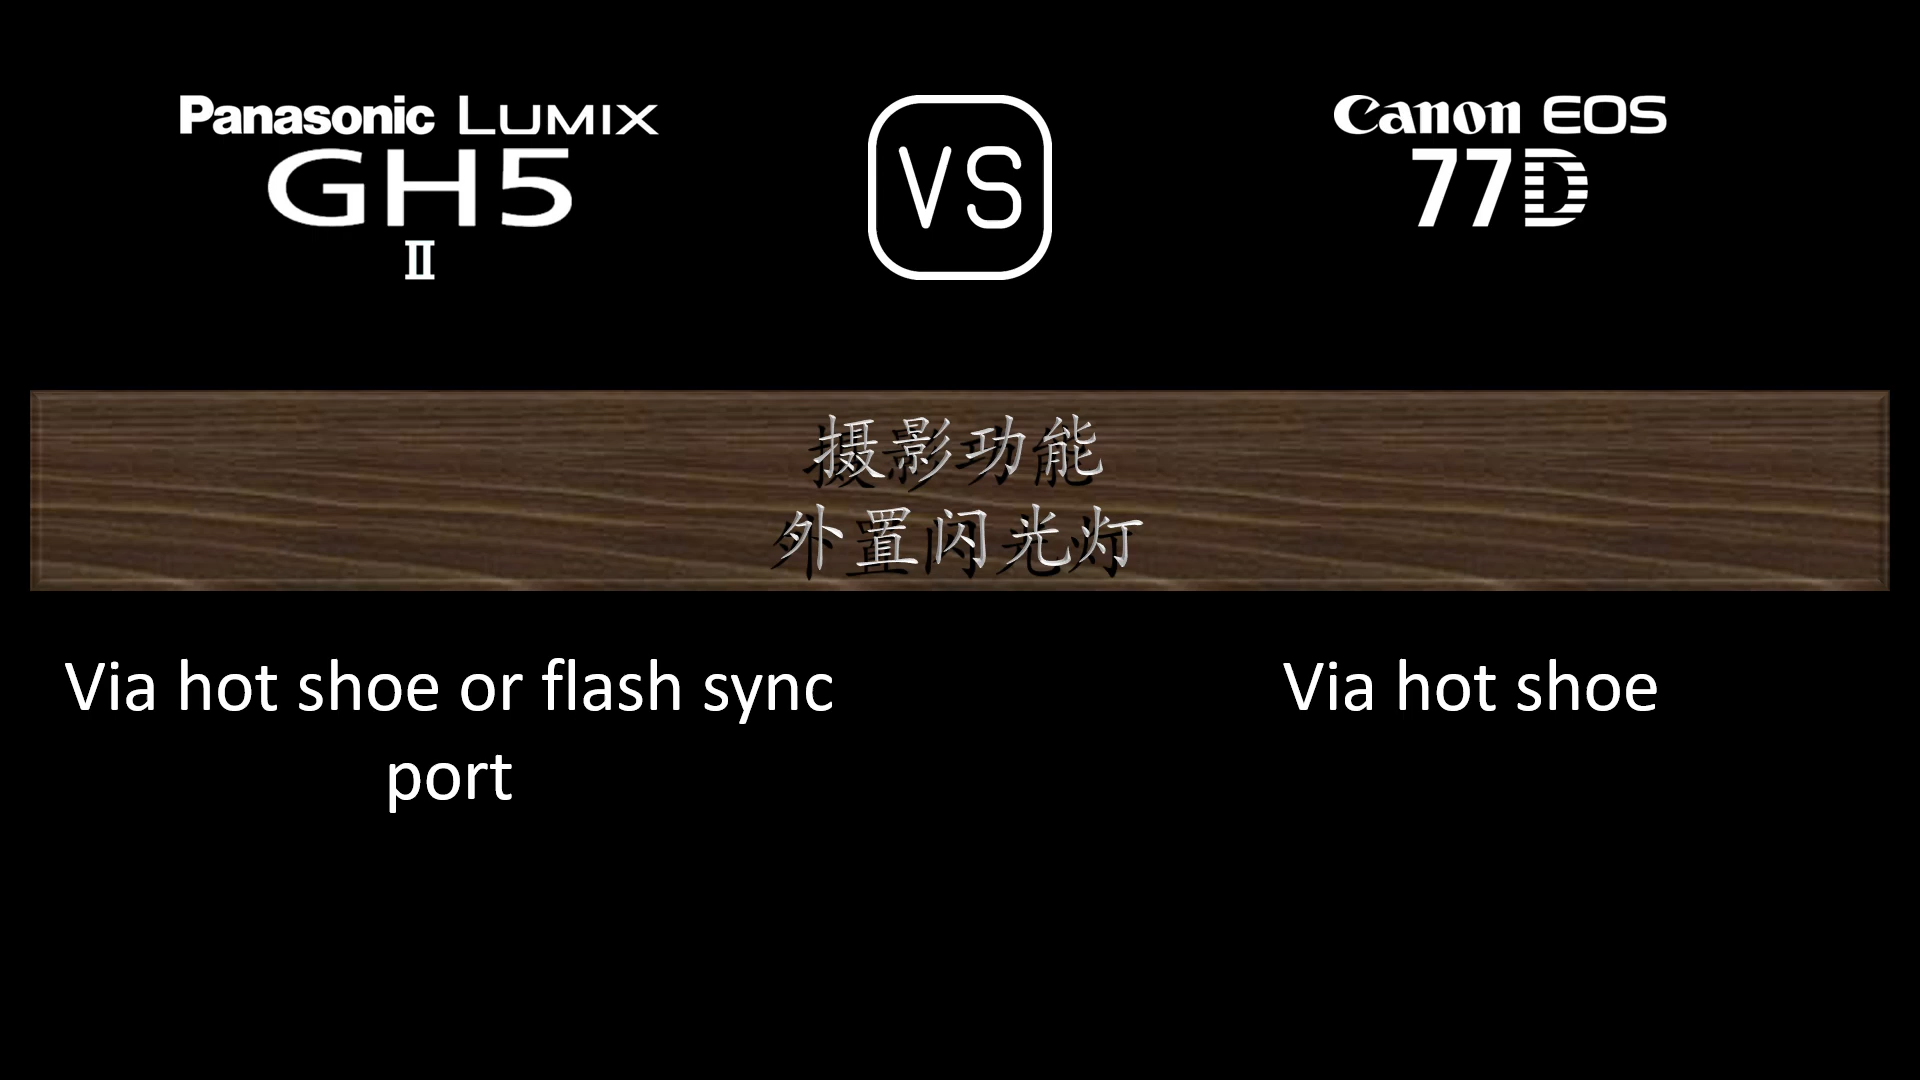 Panasonic LUMIX
GH5
II
VS
Canon EOS
77D
摄影功能
外置闪光灯
Via hot shoe or flash sync
port
Via hot shoe